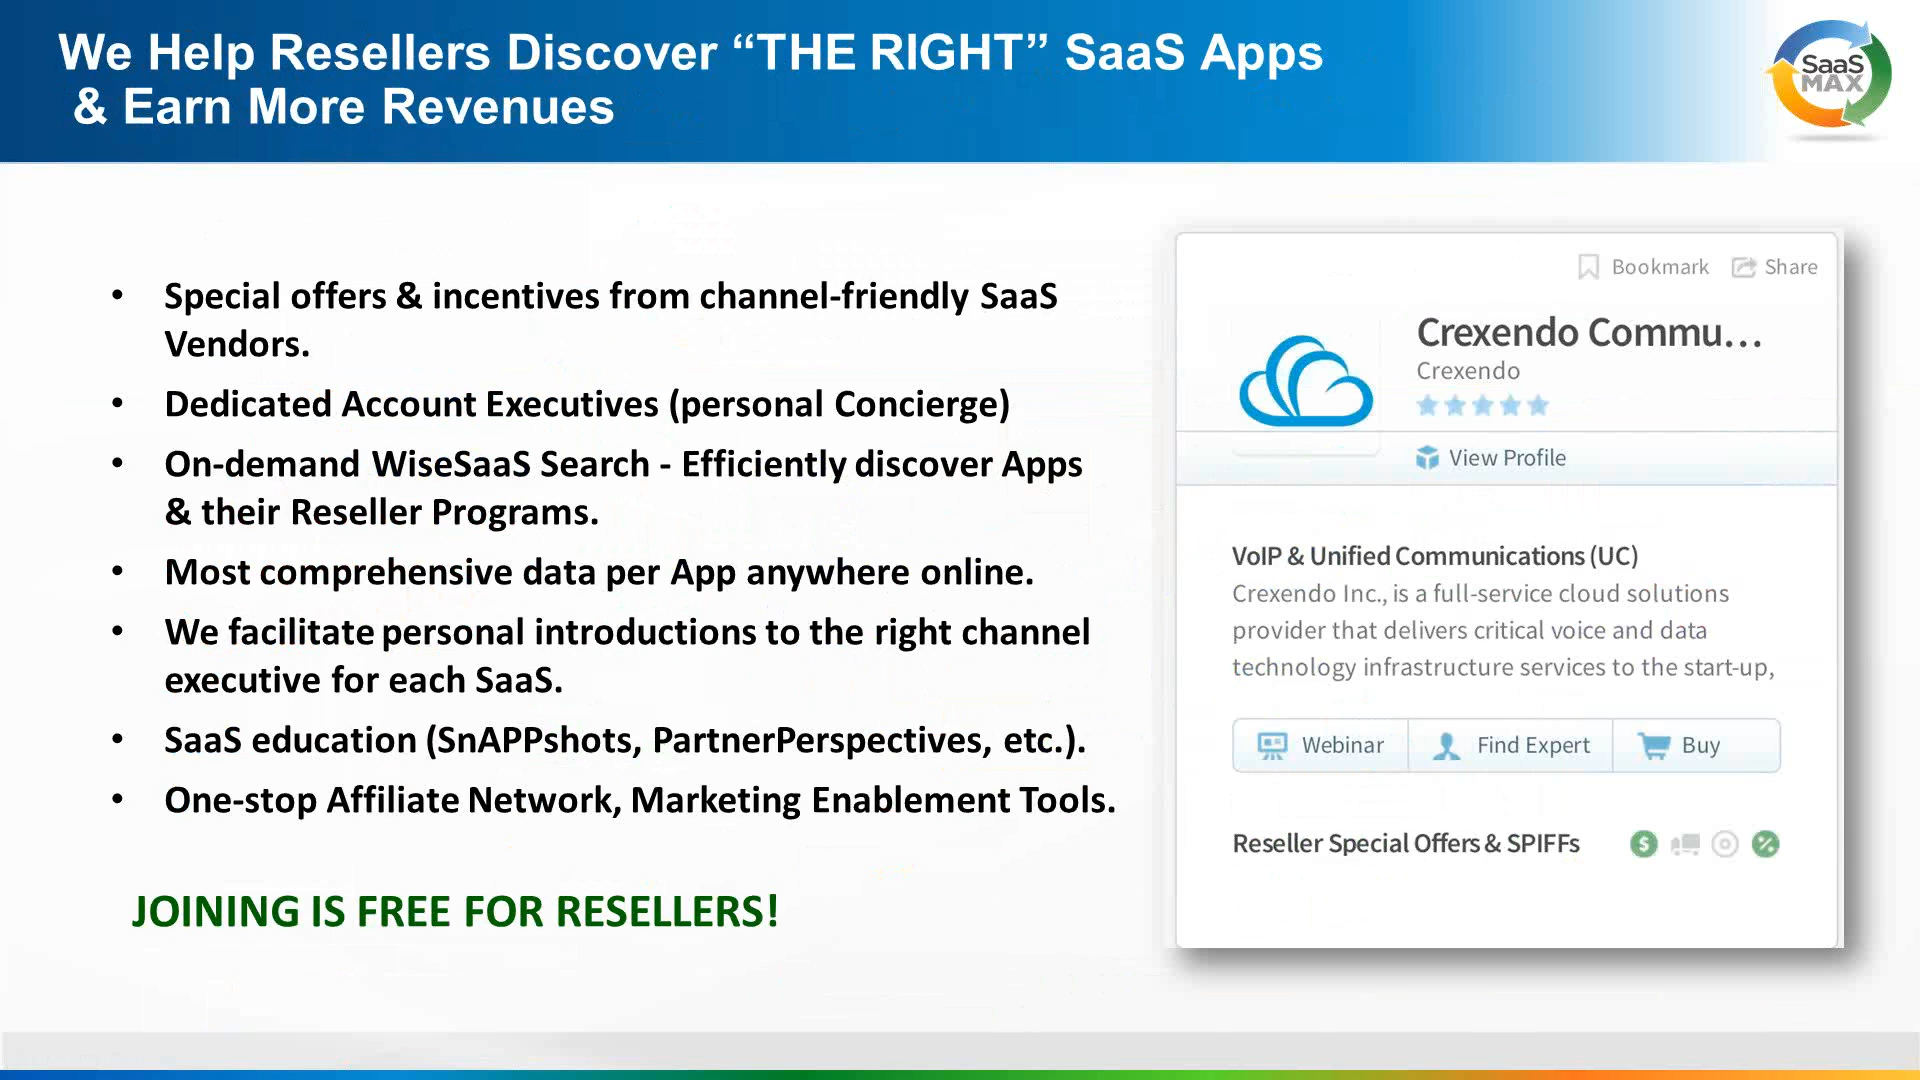 We Help Resellers Discover “THE RIGHT” SaaS Apps
& Earn More Revenues
SaaS
MAX
• Special offers & incentives from channel-friendly SaaS
Vendors.
• Dedicated Account Executives (personal Concierge)
• On-demand WiseSaaS Search - Efficiently discover Apps
& their Reseller Programs.
• Most comprehensive data per App anywhere online.
• We facilitate personal introductions to the right channel
executive for each SaaS.
• SaaS education (SnAPPshots, PartnerPerspectives, etc.).
• One-stop Affiliate Network, Marketing Enablement Tools.
JOINING IS FREE FOR RESELLERS!
Bookmark Share
Crexendo Commu...
Crexendo
View Profile
VoIP & Unified Communications (UC)
Crexendo Inc., is a full-service cloud solutions
provider that delivers critical voice and data
technology infrastructure services to the start-up,
Webinar Find Expert Buy
Reseller Special Offers & SPIFFs $ %